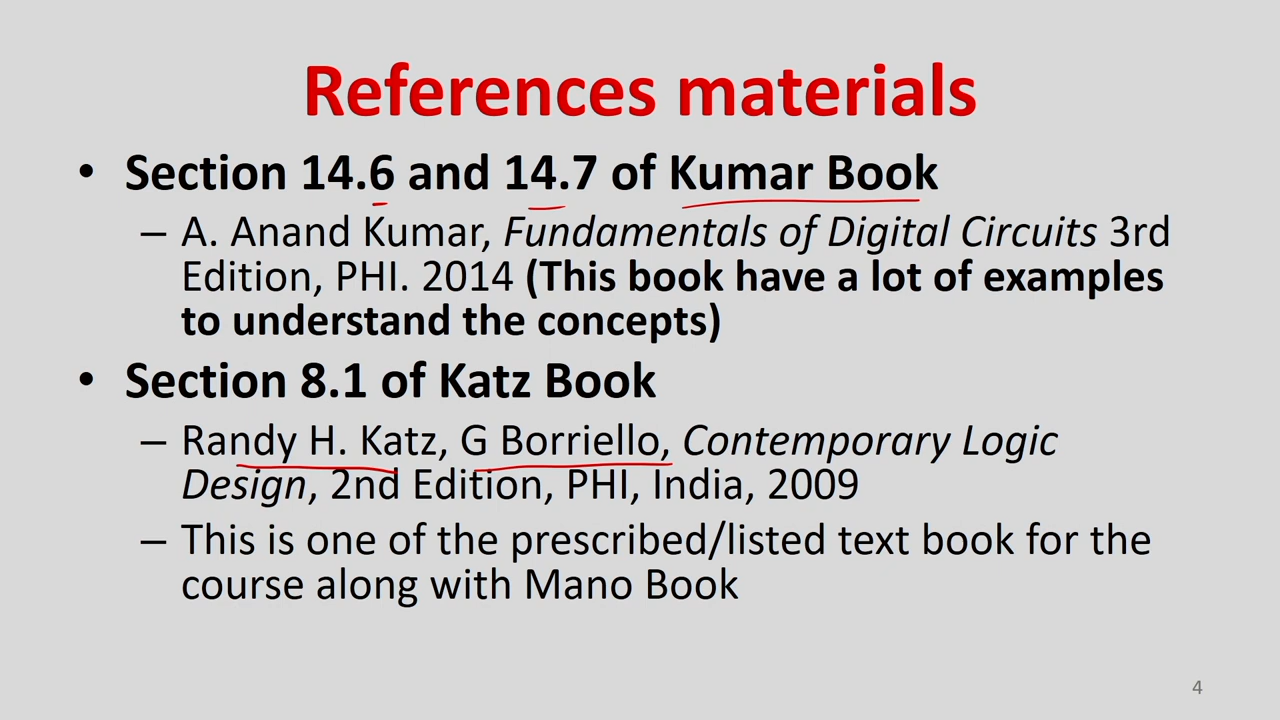 References materials
• Section 14.6 and 14.7 of Kumar Book
– A. Anand Kumar, Fundamentals of Digital Circuits 3rd
Edition, PHI. 2014 (This book have a lot of examples
to understand the concepts)
• Section 8.1 of Katz Book
– Randy H. Katz, G Borriello, Contemporary Logic
Design, 2nd Edition, PHI, India, 2009
– This is one of the prescribed/listed text book for the
course along with Mano Book
4